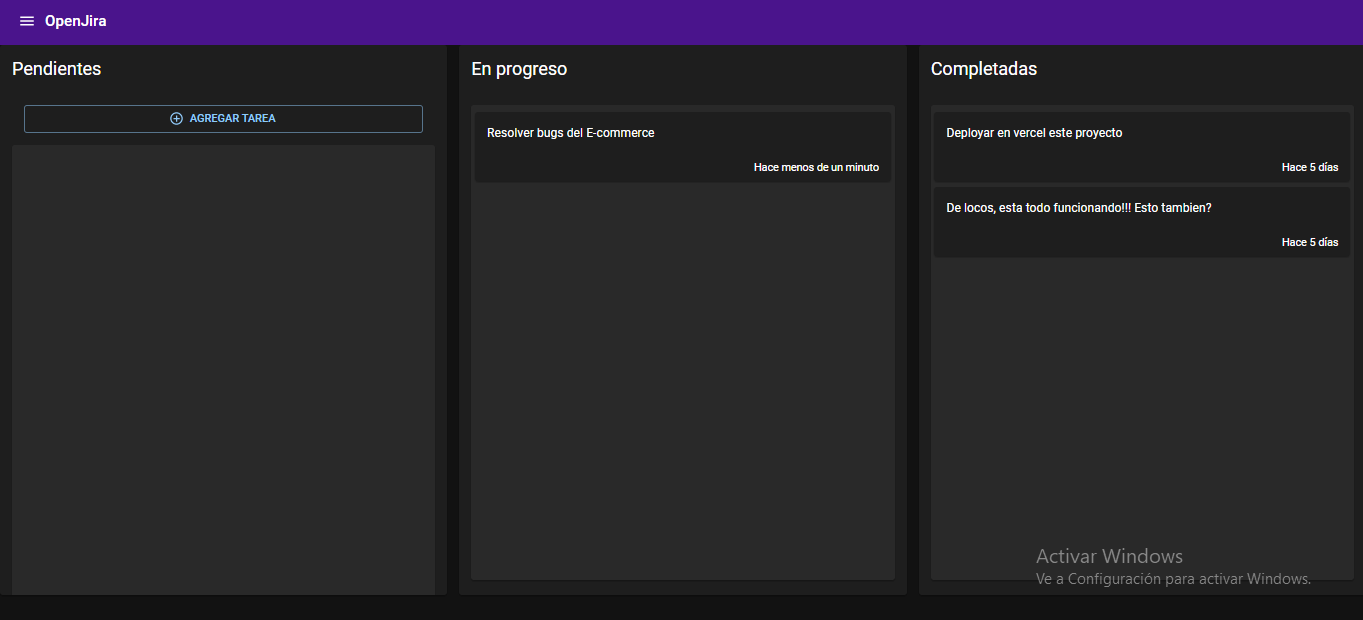 OpenJira
Pendientes
AGREGAR TAREA
En progreso
Resolver bugs del E-commerce
Hace menos de un minuto
Completadas
Deployar en vercel este proyecto
Hace 5 días
De locos, esta todo funcionando!!! Esto tambien?
Hace 5 días
Activar Windows
Ve a Configuración para activar Windows.